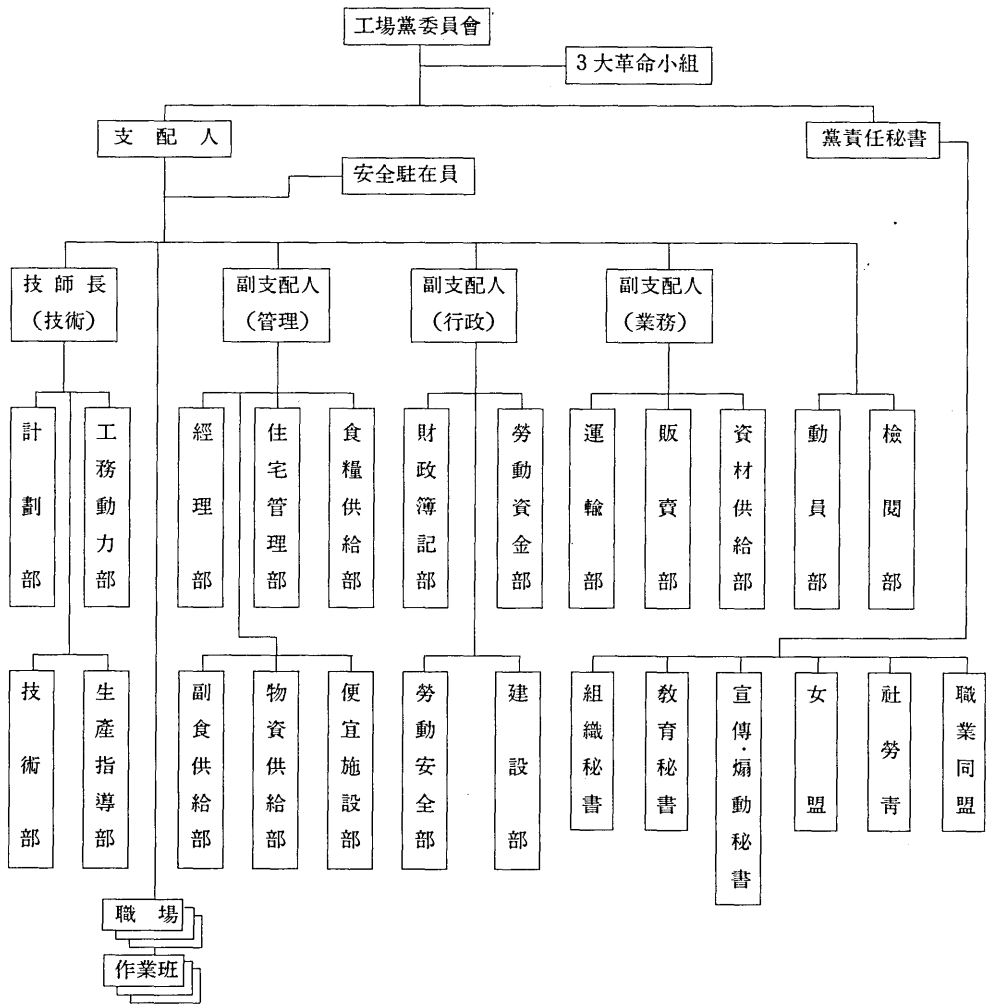 工場黨委員會
3大革命小組
支配人
黨責任秘書
安全駐在員
技師長
(技術)
副支配人
(管理)
副支配人
(行政)
副支配人
(業務)
計劃部
工務動力部
經理部
住宅管理部
食糧供給部
財政簿記部
勞動資金部
運輸部
販賣部
資材供給部
動員部
檢閱部
技術部
生產指導部
副食供給部
物資供給部
便宜施設部
勞動安全部
建設部
組織秘書
敎育秘書
宣傳·煽動秘書
女盟
社勞靑
職業同盟
職場
作業班